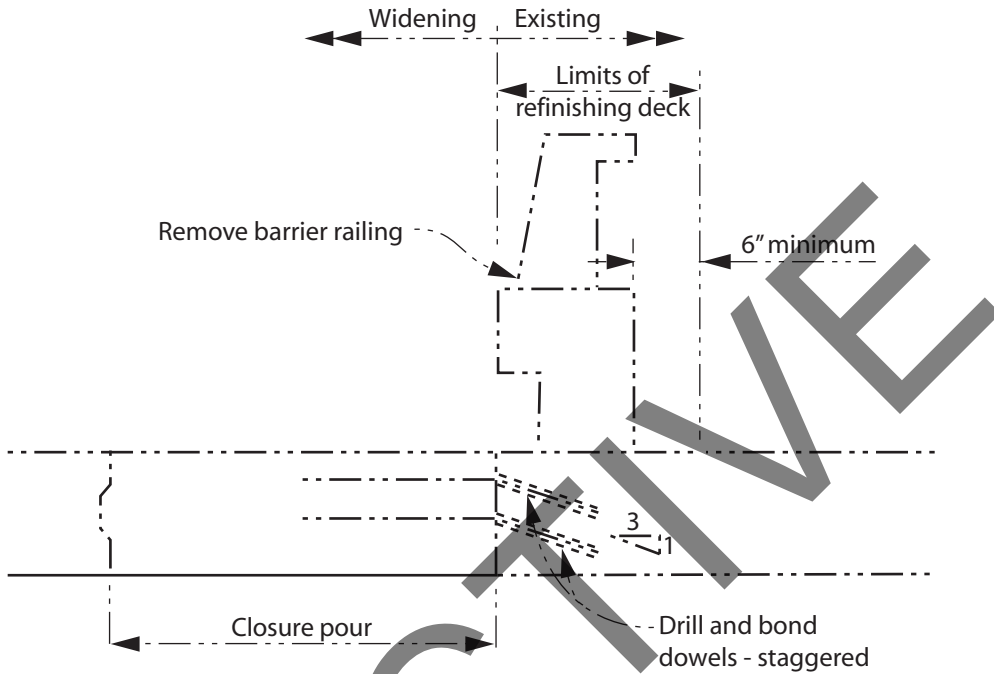 Widening Existing
Limits of
refinishing deck
Remove barrier railing
6” minimum
3
1
Closure pour
Drill and bond
dowels - staggered
CTIVE